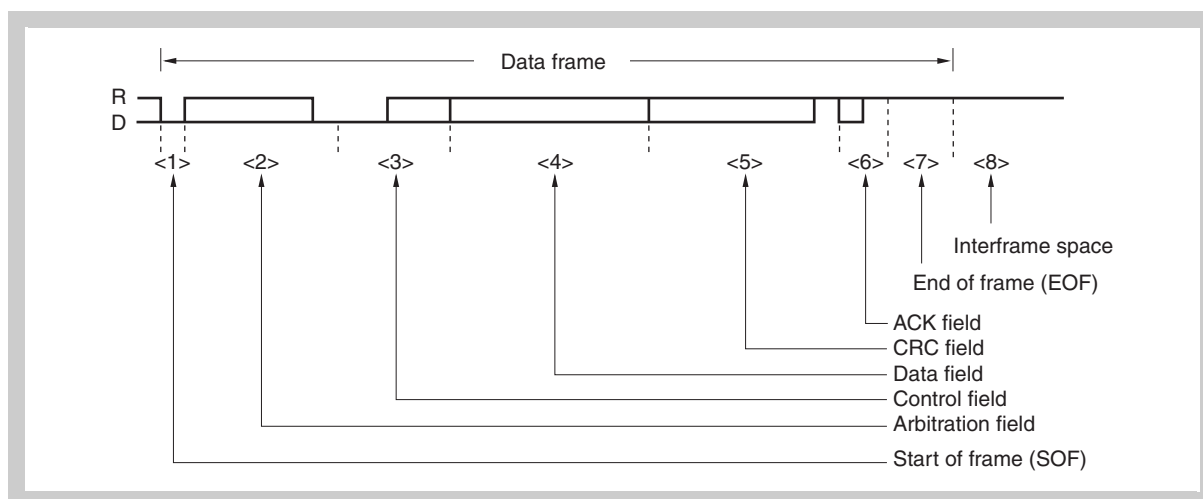 Data frame
R
D
<1> <2> <3> <4> <5> <6> <7> <8>
Interframe space
End of frame (EOF)
ACK field
CRC field
Data field
Control field
Arbitration field
Start of frame (SOF)